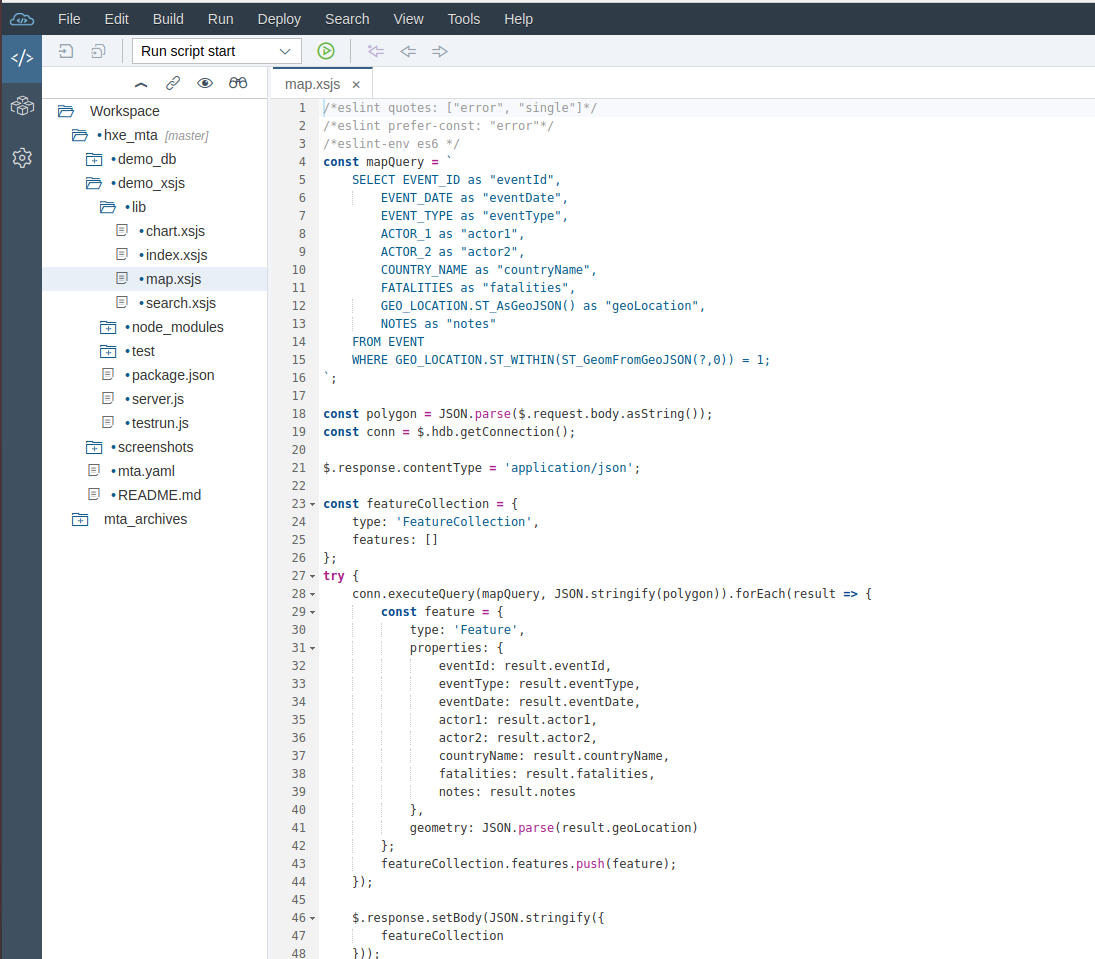 File Edit Build Run Deploy Search View Tools Help
Run script start
map.xsjs ×
Workspace
•hxe_mta [master]
•demo_db
•demo_xsjs
•lib
•chart.xsjs
•index.xsjs
•map.xsjs
•search.xsjs
•node_modules
•test
•package.json
•server.js
•testrun.js
•screenshots
•mta.yaml
•README.md
mta_archives
1 /*eslint quotes: ["error", "single"]*/
2 /*eslint prefer-const: "error"*/
3 /*eslint-env es6 */
4 const mapQuery = `
5     SELECT EVENT_ID as "eventId",
6         EVENT_DATE as "eventDate",
7         EVENT_TYPE as "eventType",
8         ACTOR_1 as "actor1",
9         ACTOR_2 as "actor2",
10         COUNTRY_NAME as "countryName",
11         FATALITIES as "fatalities",
12         GEO_LOCATION.ST_AsGeoJSON() as "geoLocation",
13         NOTES as "notes"
14     FROM EVENT
15     WHERE GEO_LOCATION.ST_WITHIN(ST_GeomFromGeoJSON(?,0)) = 1;
16 `;
17
18 const polygon = JSON.parse($.request.body.asString());
19 const conn = $.hdb.getConnection();
20
21 $.response.contentType = 'application/json';
22
23 const featureCollection = {
24     type: 'FeatureCollection',
25     features: []
26 };
27 try {
28     conn.executeQuery(mapQuery, JSON.stringify(polygon)).forEach(result => {
29         const feature = {
30             type: 'Feature',
31             properties: {
32                 eventId: result.eventId,
33                 eventType: result.eventType,
34                 eventDate: result.eventDate,
35                 actor1: result.actor1,
36                 actor2: result.actor2,
37                 countryName: result.countryName,
38                 fatalities: result.fatalities,
39                 notes: result.notes
40             },
41             geometry: JSON.parse(result.geoLocation)
42         };
43         featureCollection.features.push(feature);
44     });
45
46     $.response.setBody(JSON.stringify({
47         featureCollection
48     }));